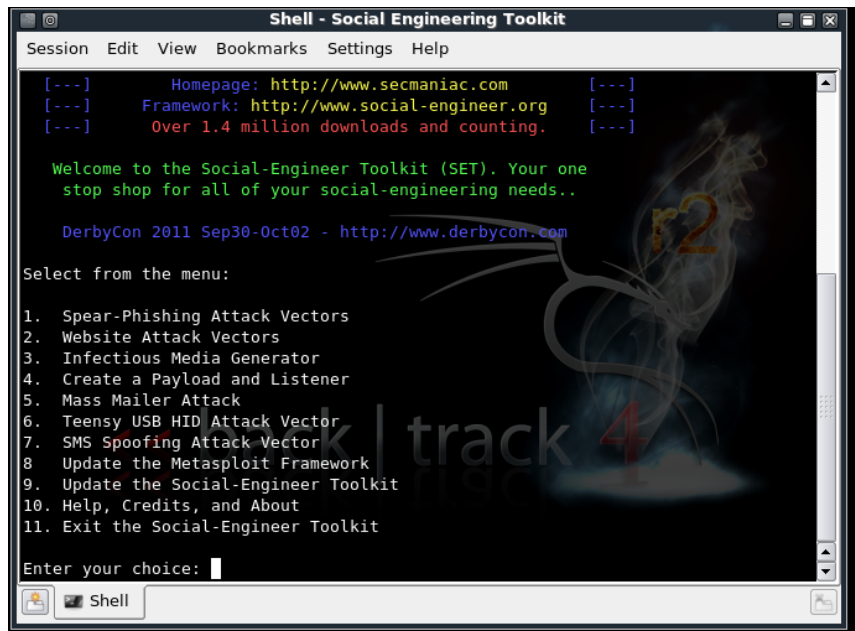 Shell - Social Engineering Toolkit
Session Edit View Bookmarks Settings Help
[---] Homepage: http://www.secmaniac.com [---]
[---] Framework: http://www.social-engineer.org [---]
[---] Over 1.4 million downloads and counting. [---]
Welcome to the Social-Engineer Toolkit (SET). Your one
stop shop for all of your social-engineering needs..
DerbyCon 2011 Sep30-Oct02 - http://www.derbycon.com
r2
Select from the menu:
1. Spear-Phishing Attack Vectors
2. Website Attack Vectors
3. Infectious Media Generator
4. Create a Payload and Listener
5. Mass Mailer Attack
6. Teensy USB HID Attack Vector
7. SMS Spoofing Attack Vector
8 Update the Metasploit Framework
9. Update the Social-Engineer Toolkit
10. Help, Credits, and About
11. Exit the Social-Engineer Toolkit
<< back | track 4
Enter your choice:
Shell